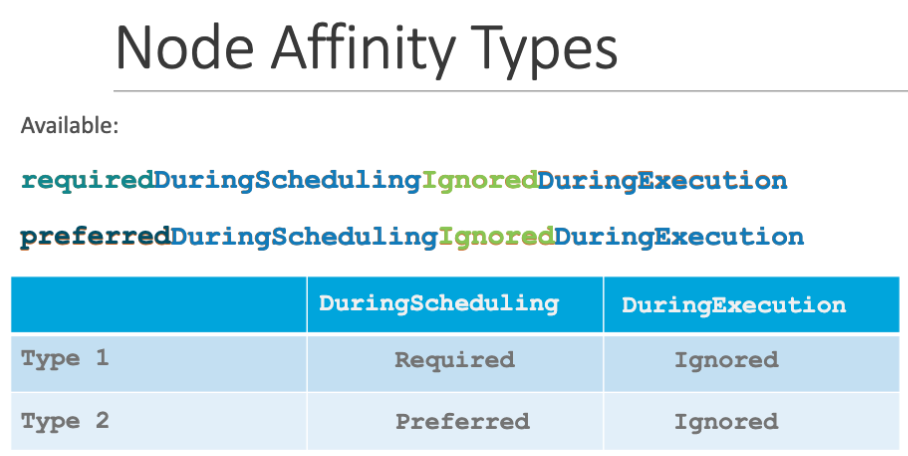 Node Affinity Types
Available:
requiredDuringSchedulingIgnoredDuringExecution
preferredDuringSchedulingIgnoredDuringExecution
DuringScheduling DuringExecution
Type 1 Required Ignored
Type 2 Preferred Ignored